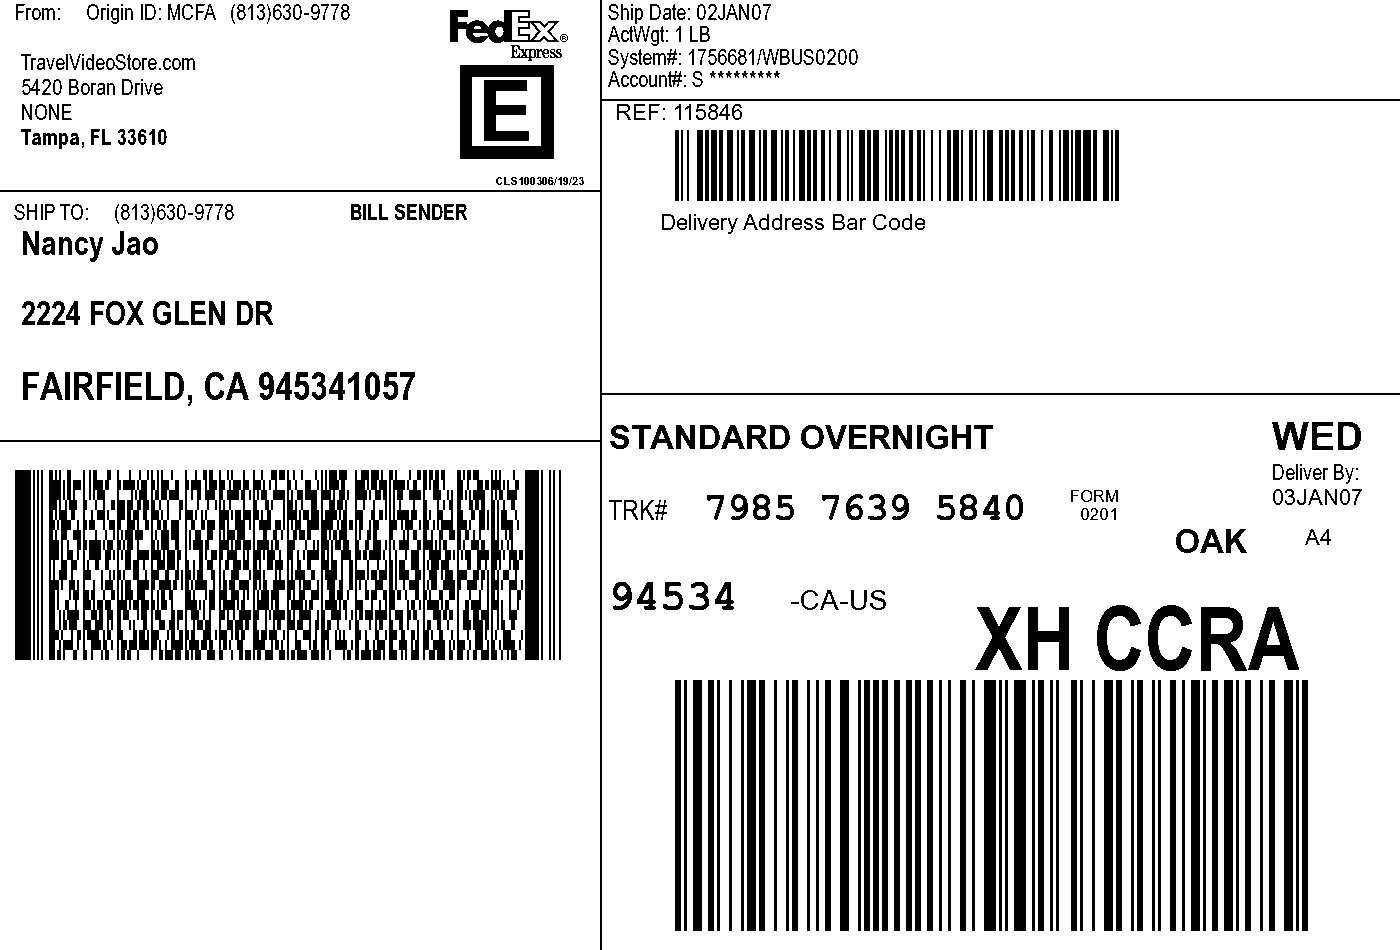 From: Origin ID: MCFA (813)630-9778
FedEx®
Express
TravelVideoStore.com
5420 Boran Drive
NONE
Tampa, FL 33610
E
CLS100306/19/23
SHIP TO: (813)630-9778 BILL SENDER
Nancy Jao
2224 FOX GLEN DR
FAIRFIELD, CA 945341057
Ship Date: 02JAN07
ActWgt: 1 LB
System#: 1756681/WBUS0200
Account#: S *********
REF: 115846
Delivery Address Bar Code
STANDARD OVERNIGHT
WED
Deliver By:
03JAN07
TRK# 7985 7639 5840
FORM
0201
OAK A4
94534 -CA-US
XH CCRA